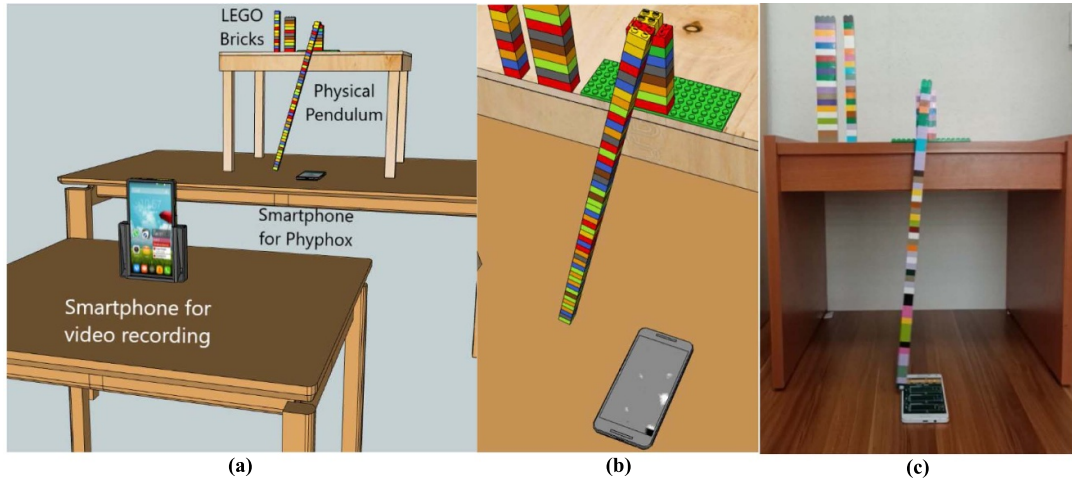 LEGO
Bricks
Physical
Pendulum
Smartphone
for Phyphox
Smartphone for
video recording
(a)
(b)
(c)